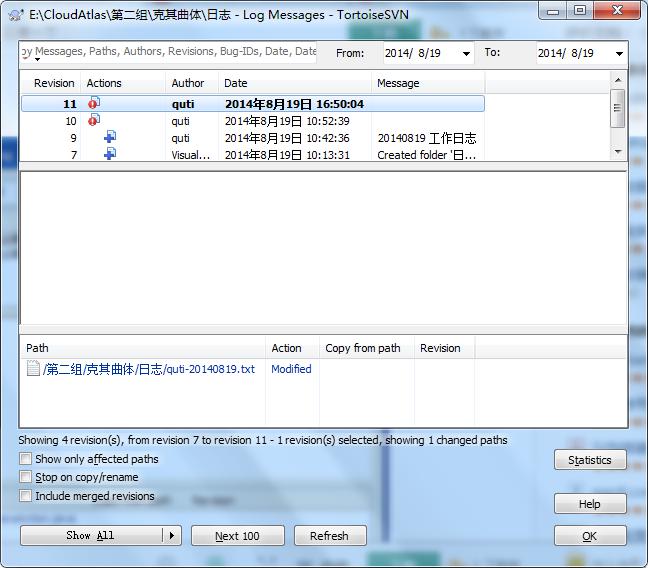 E:\CloudAtlas\第二组\克其曲体\日志 - Log Messages - TortoiseSVN
by Messages, Paths, Authors, Revisions, Bug-IDs, Date, Date
From: 2014/ 8/19 To: 2014/ 8/19
Revision Actions Author Date Message
11 quti 2014年8月19日 16:50:04
10 quti 2014年8月19日 10:52:39
9 quti 2014年8月19日 10:42:36 20140819 工作日志
7 Visual... 2014年8月19日 10:13:31 Created folder '日...
Path Action Copy from path Revision
/第二组/克其曲体/日志/quti-20140819.txt Modified
Showing 4 revision(s), from revision 7 to revision 11 - 1 revision(s) selected, showing 1 changed paths
Show only affected paths
Statistics
Stop on copy/rename
Include merged revisions
Help
Show All Next 100 Refresh OK